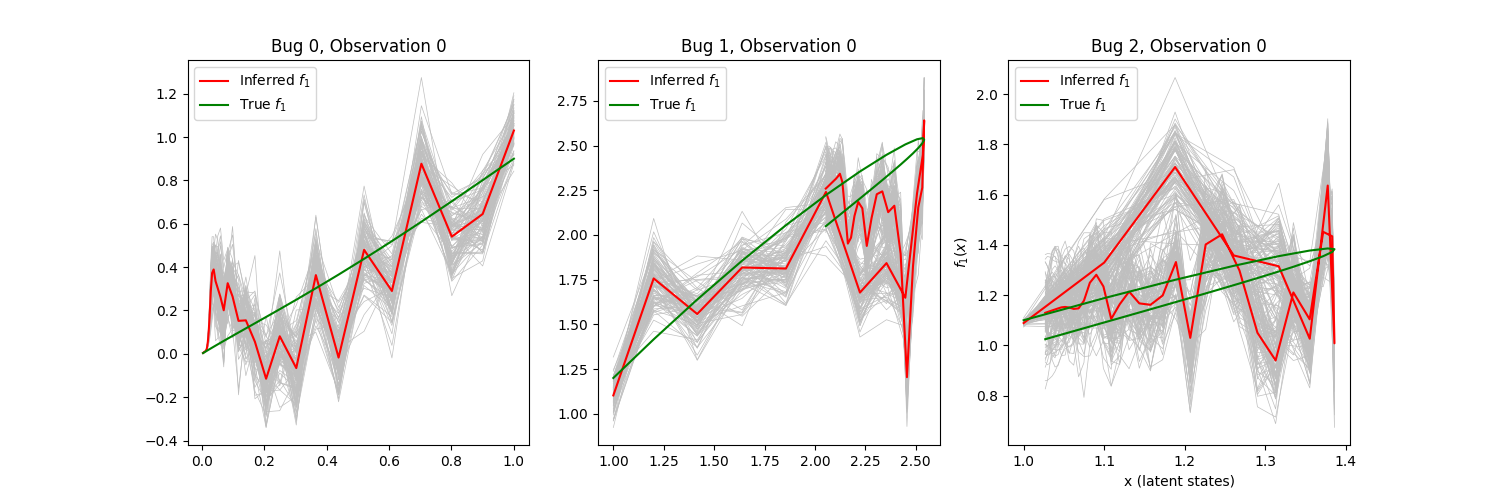 Bug 0, Observation 0
Inferred f₁
True f₁
1.2
1.0
0.8
0.6
0.4
0.2
0.0
−0.2
−0.4
0.0 0.2 0.4 0.6 0.8 1.0
Bug 1, Observation 0
Inferred f₁
True f₁
2.75
2.50
2.25
2.00
1.75
1.50
1.25
1.00
1.00 1.25 1.50 1.75 2.00 2.25 2.50
Bug 2, Observation 0
Inferred f₁
True f₁
f₁(x)
2.0
1.8
1.6
1.4
1.2
1.0
0.8
1.0 1.1 1.2 1.3 1.4
x (latent states)